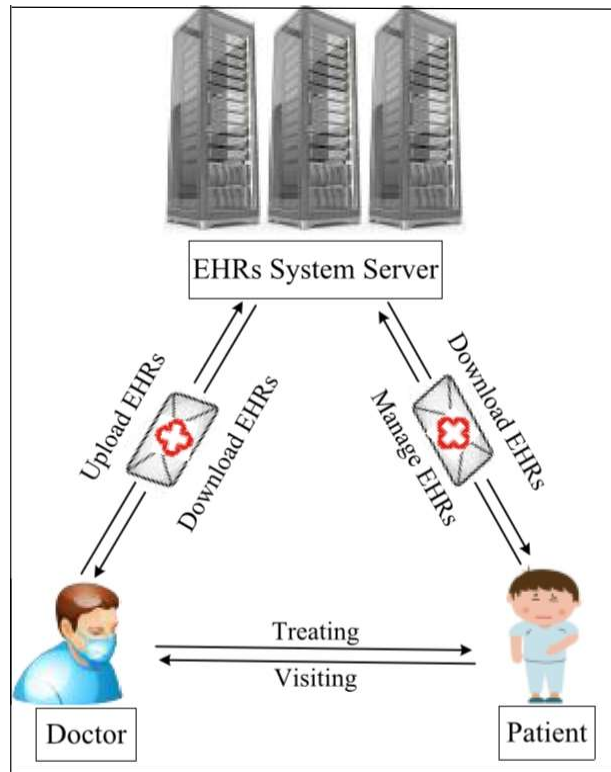 EHRs System Server
Upload EHRs
Download EHRs
Manage EHRs
Download EHRs
Treating
Visiting
Doctor
Patient